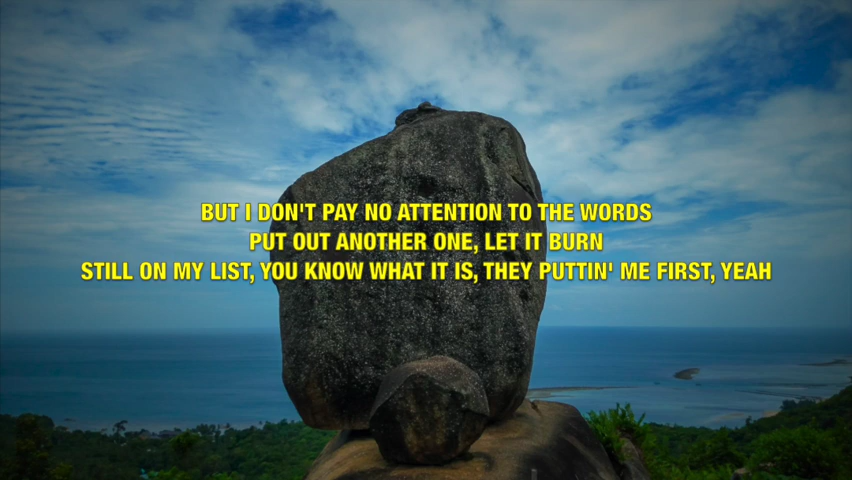 BUT I DON'T PAY NO ATTENTION TO THE WORDS
PUT OUT ANOTHER ONE, LET IT BURN
STILL ON MY LIST, YOU KNOW WHAT IT IS, THEY PUTTIN' ME FIRST, YEAH